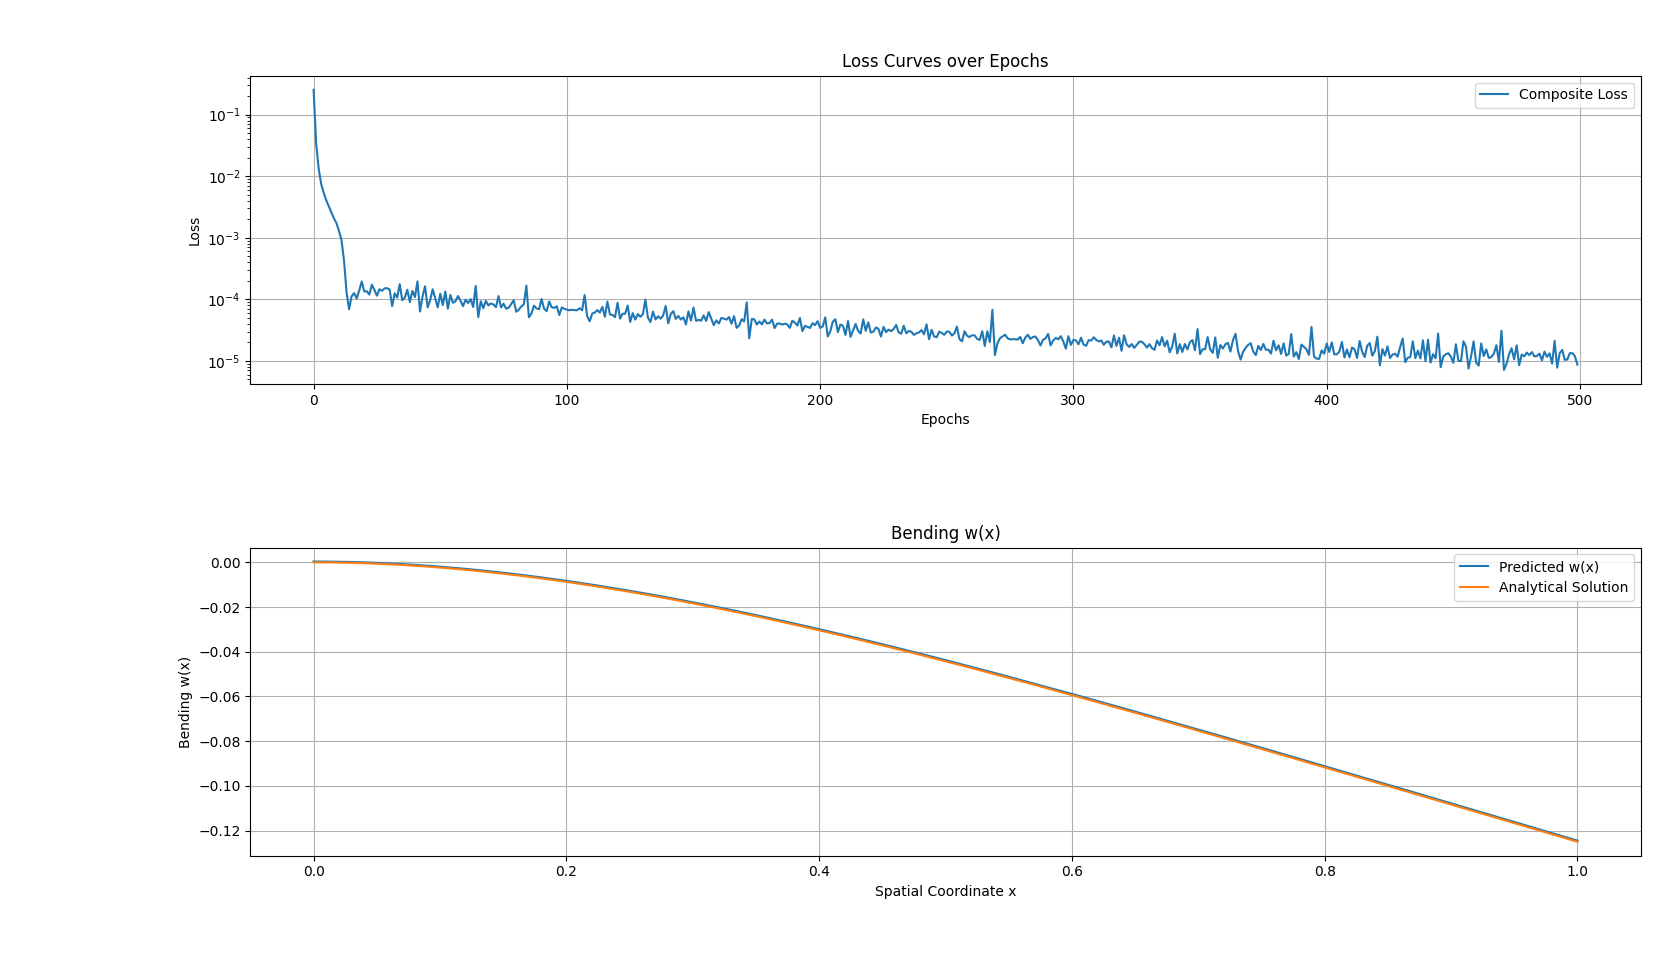 Loss Curves over Epochs
Composite Loss
10⁻¹
10⁻²
10⁻³
10⁻⁴
10⁻⁵
Loss
0 100 200 300 400 500
Epochs
Bending w(x)
Predicted w(x)
Analytical Solution
0.00
−0.02
−0.04
−0.06
−0.08
−0.10
−0.12
Bending w(x)
0.0 0.2 0.4 0.6 0.8 1.0
Spatial Coordinate x